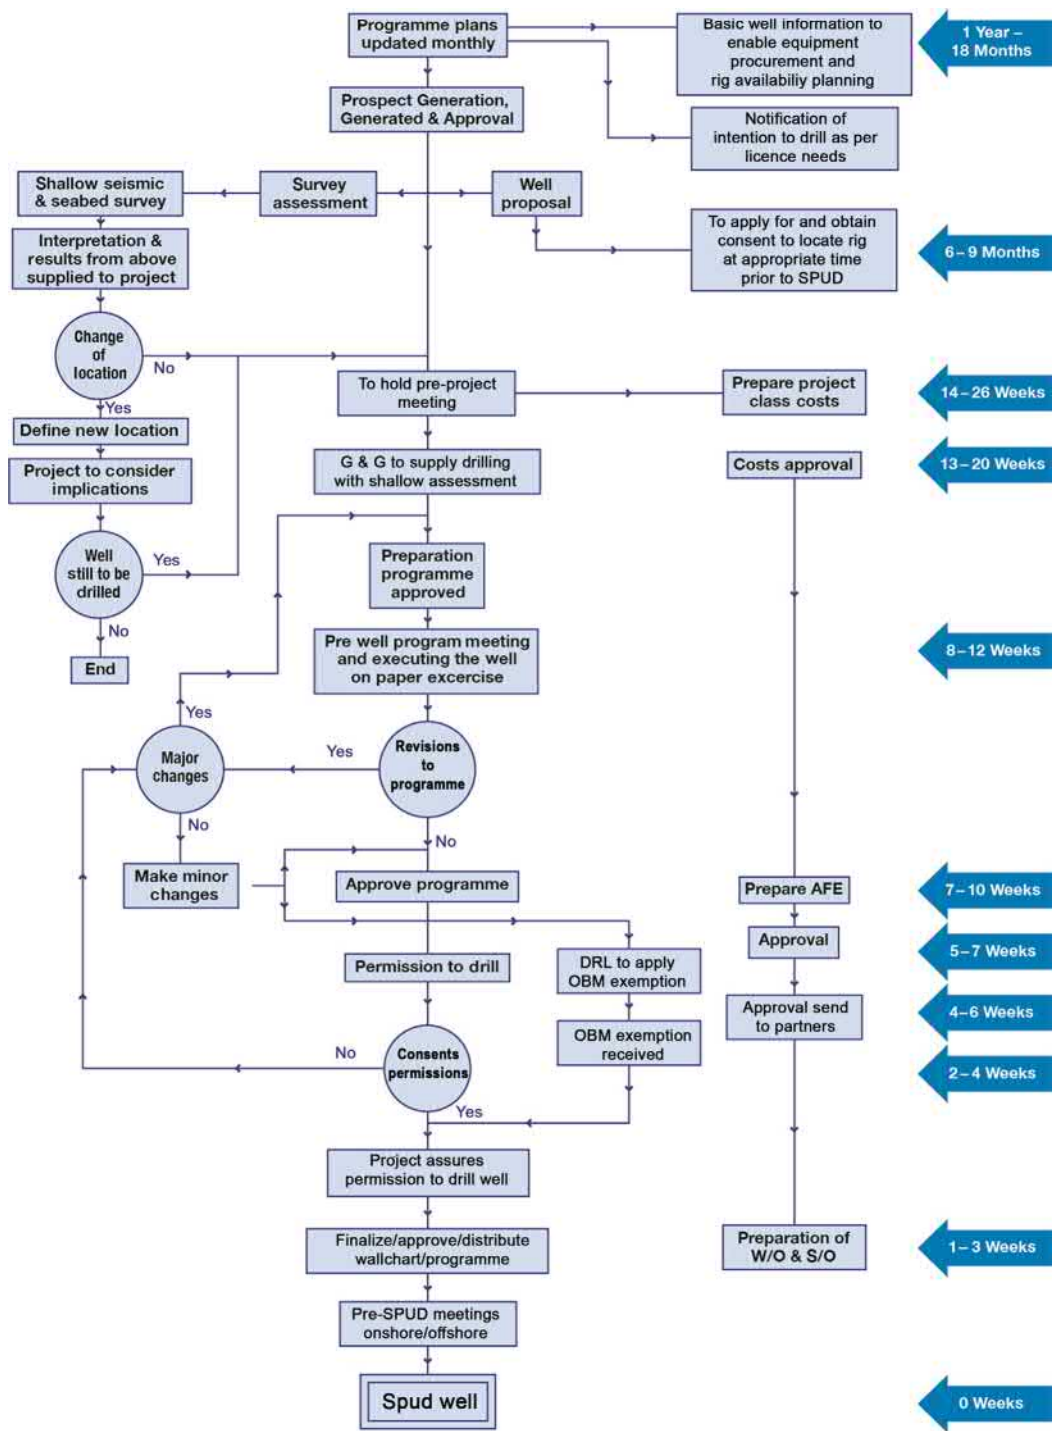 Programme plans
updated monthly
Basic well information to
enable equipment
procurement and
rig availabiliy planning
1 Year –
18 Months
Prospect Generation,
Generated & Approval
Notification of
intention to drill as per
licence needs
Shallow seismic
& seabed survey
Survey
assessment
Well
proposal
Interpretation &
results from above
supplied to project
To apply for and obtain
consent to locate rig
at appropriate time
prior to SPUD
6 – 9 Months
Change
of
location
No
Yes
To hold pre-project
meeting
Prepare project
class costs
14 – 26 Weeks
Define new location
Project to consider
implications
G & G to supply drilling
with shallow assessment
Costs approval
13 – 20 Weeks
Well
still to be
drilled
Yes
No
End
Preparation
programme
approved
Pre well program meeting
and executing the well
on paper excercise
8 – 12 Weeks
Yes
Major
changes
Yes
Revisions
to
programme
No
No
Make minor
changes
Approve programme
Prepare AFE
7 – 10 Weeks
Approval
5 – 7 Weeks
Permission to drill
DRL to apply
OBM exemption
Approval send
to partners
4 – 6 Weeks
OBM exemption
received
No
Consents
permissions
2 – 4 Weeks
Yes
Project assures
permission to drill well
Finalize/approve/distribute
wallchart/programme
Preparation of
W/O & S/O
1 – 3 Weeks
Pre-SPUD meetings
onshore/offshore
Spud well
0 Weeks